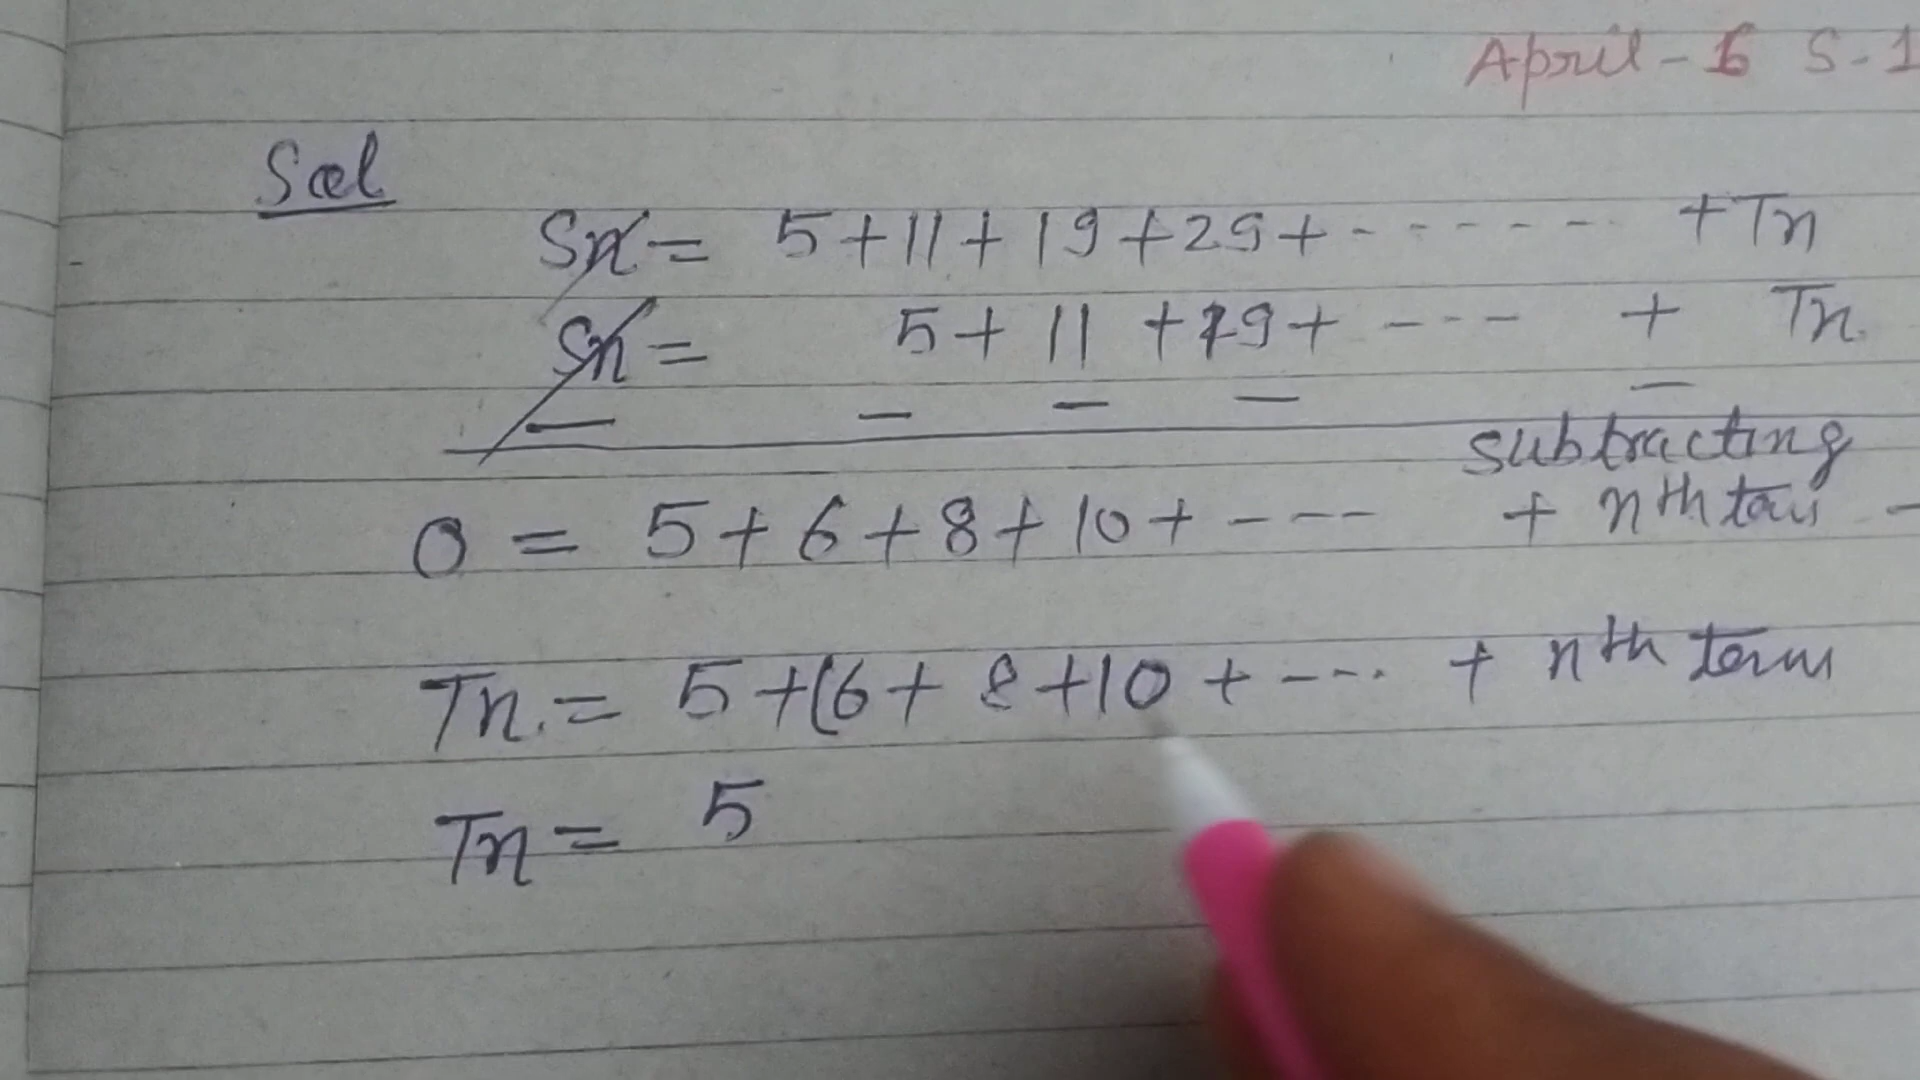 April - 6 S-1
Sol
Sn = 5+11+19+29+------ +Tn
Sn = 5+11+19+---- + Tn
— — — — —
subtracting
0 = 5+6+8+10+---- + nth
Tn. = 5+(6+8+10+---- + nth term
Tn = 5